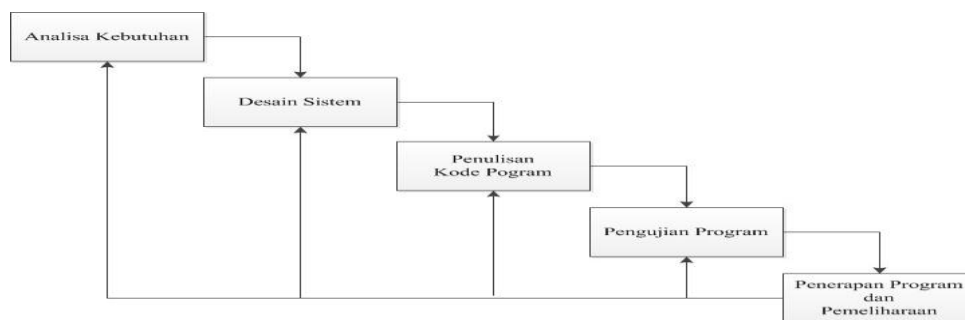 Analisa Kebutuhan
Desain Sistem
Penulisan
Kode Pogram
Pengujian Program
Penerapan Program
dan
Pemeliharaan